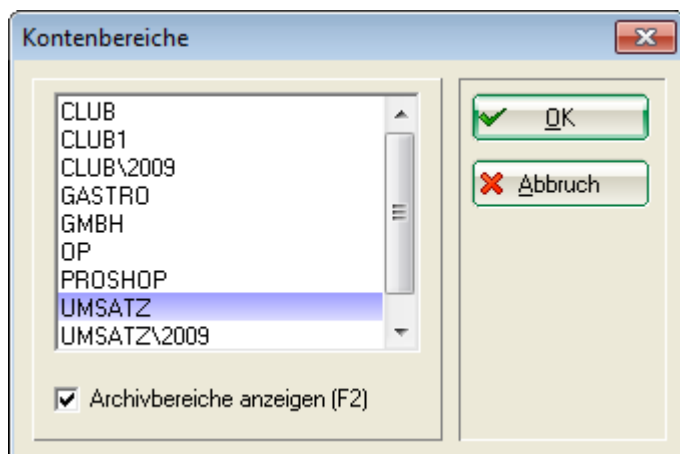 Kontenbereiche
CLUB
CLUB1
CLUB\2009
GASTRO
GMBH
OP
PROSHOP
UMSATZ
UMSATZ\2009
Archivbereiche anzeigen (F2)
OK
Abbruch